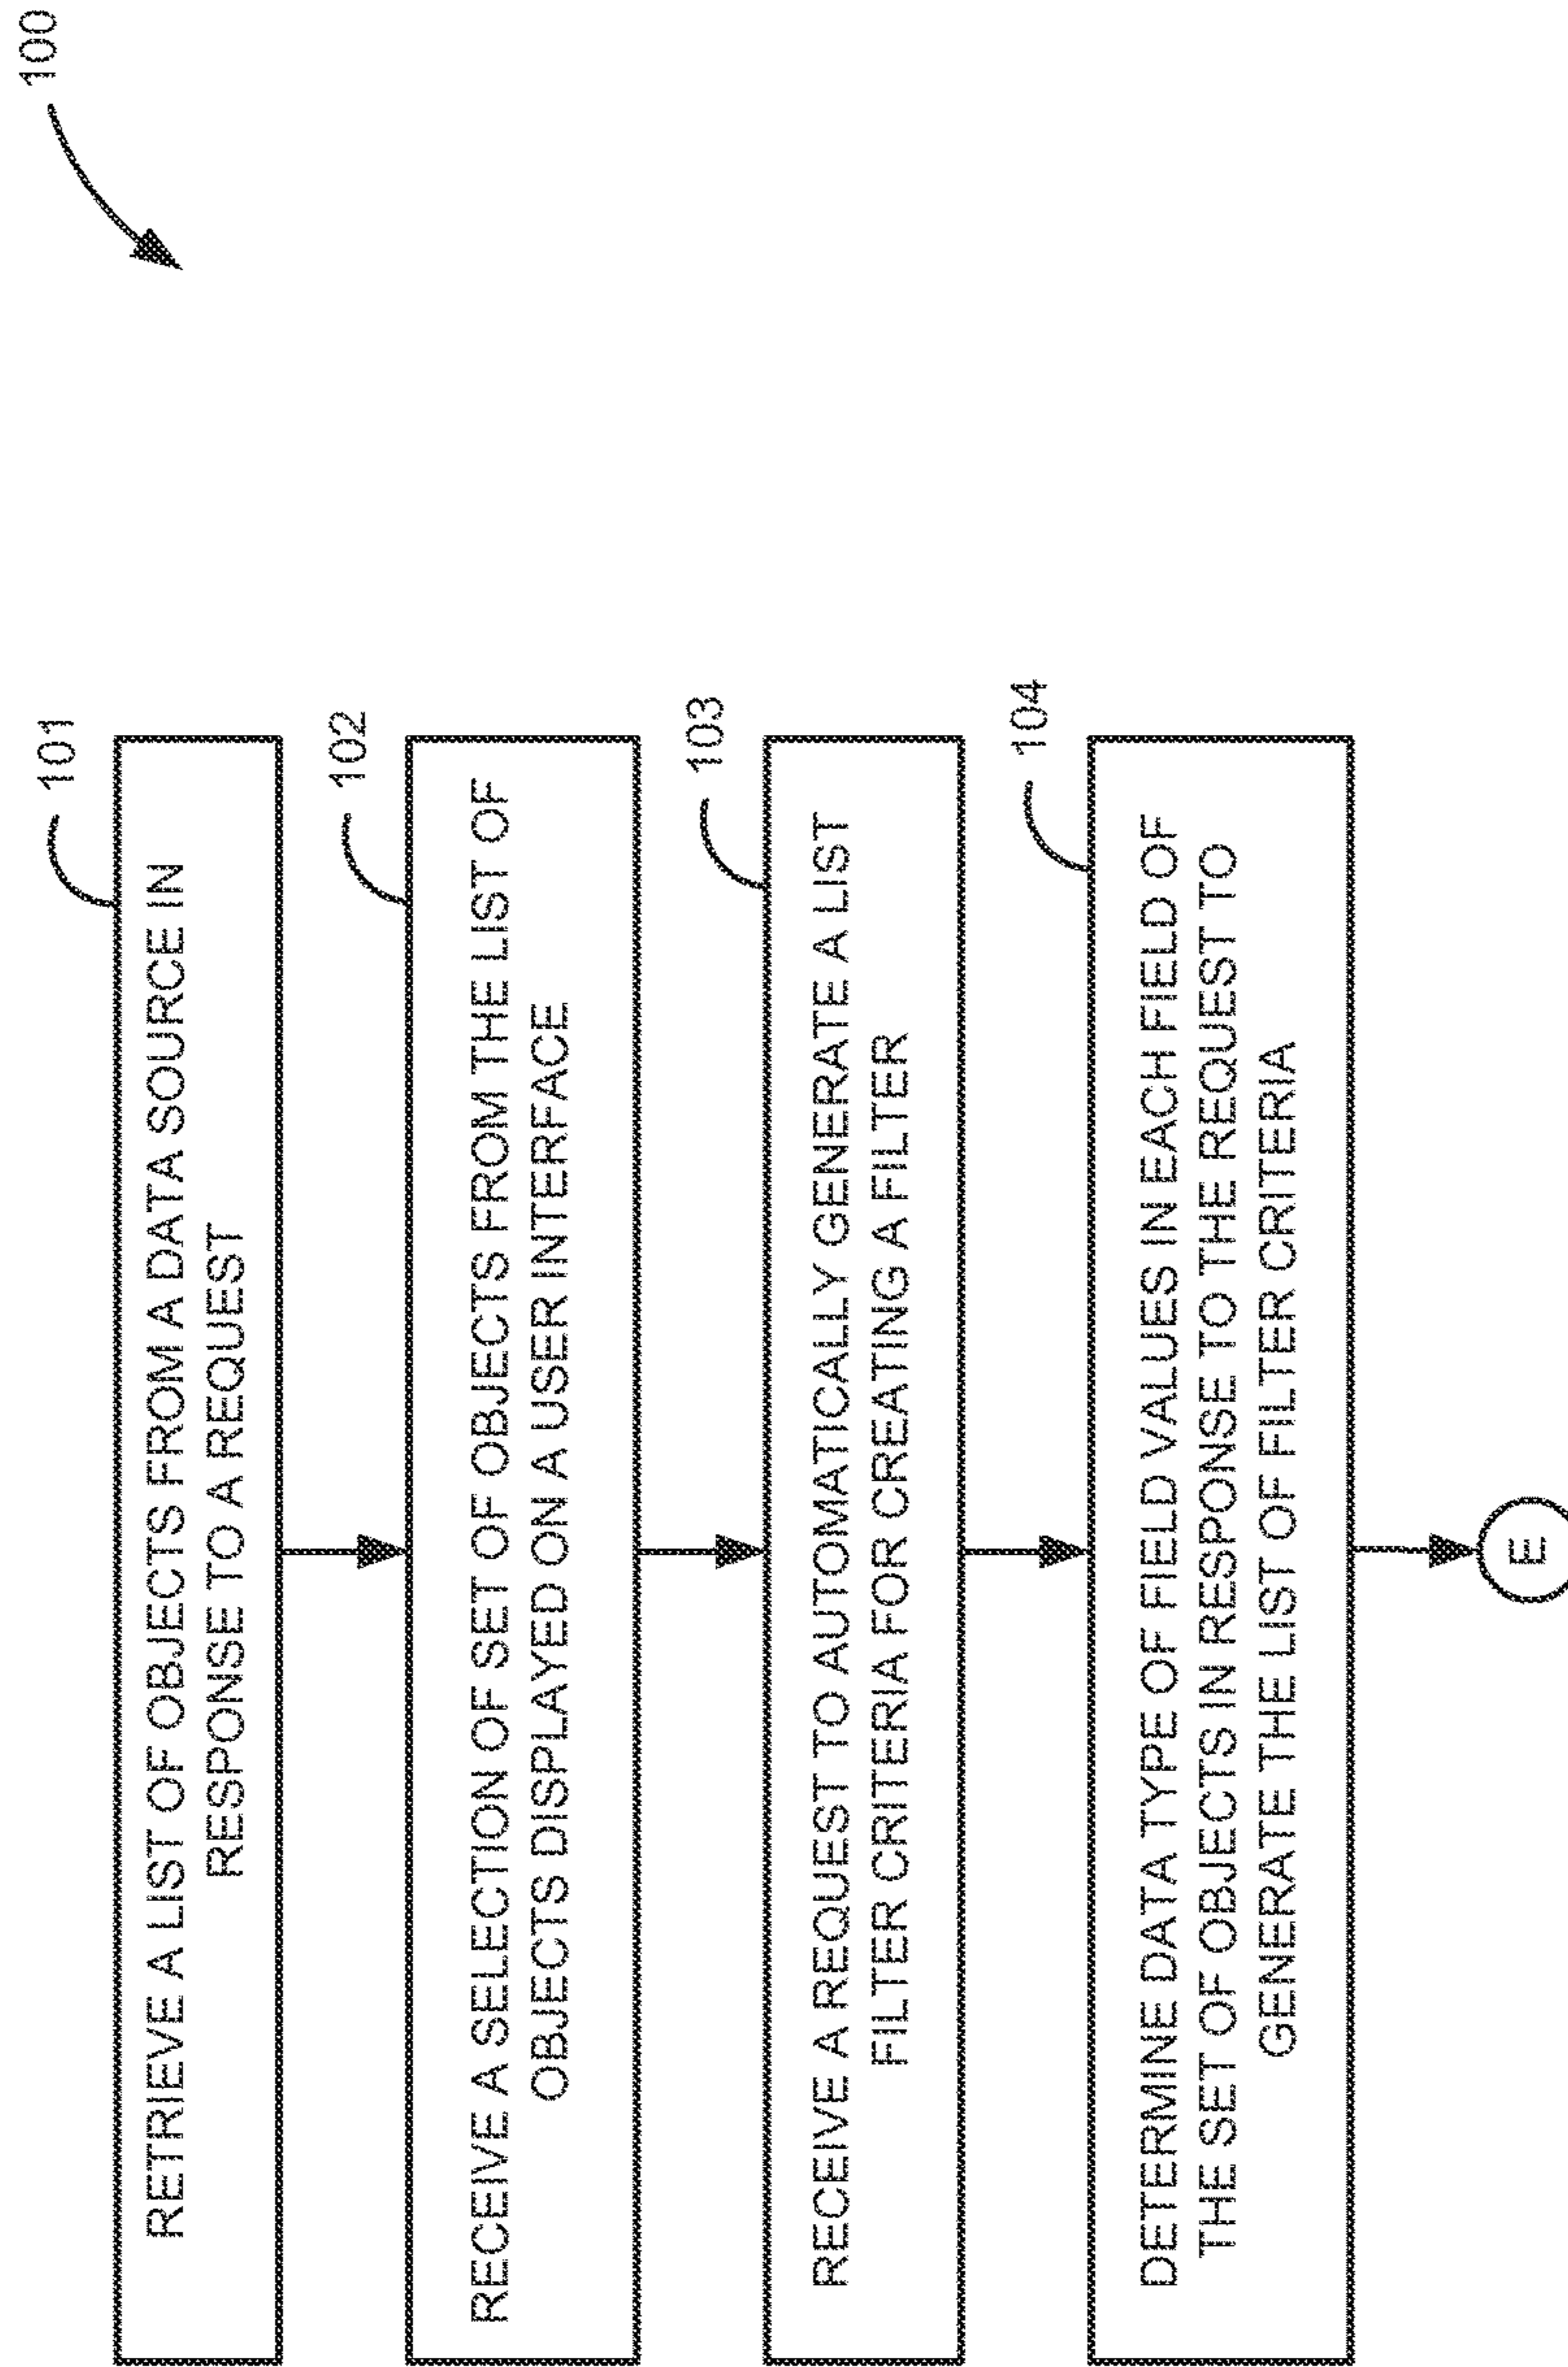 100
101
RETRIEVE A LIST OF OBJECTS FROM A DATA SOURCE IN
RESPONSE TO A REQUEST
102
RECEIVE A SELECTION OF SET OF OBJECTS FROM THE LIST OF
OBJECTS DISPLAYED ON A USER INTERFACE
103
RECEIVE A REQUEST TO AUTOMATICALLY GENERATE A LIST
FILTER CRITERIA FOR CREATING A FILTER
104
DETERMINE DATA TYPE OF FIELD VALUES IN EACH FIELD OF
THE SET OF OBJECTS IN RESPONSE TO THE REQUEST TO
GENERATE THE LIST OF FILTER CRITERIA
E